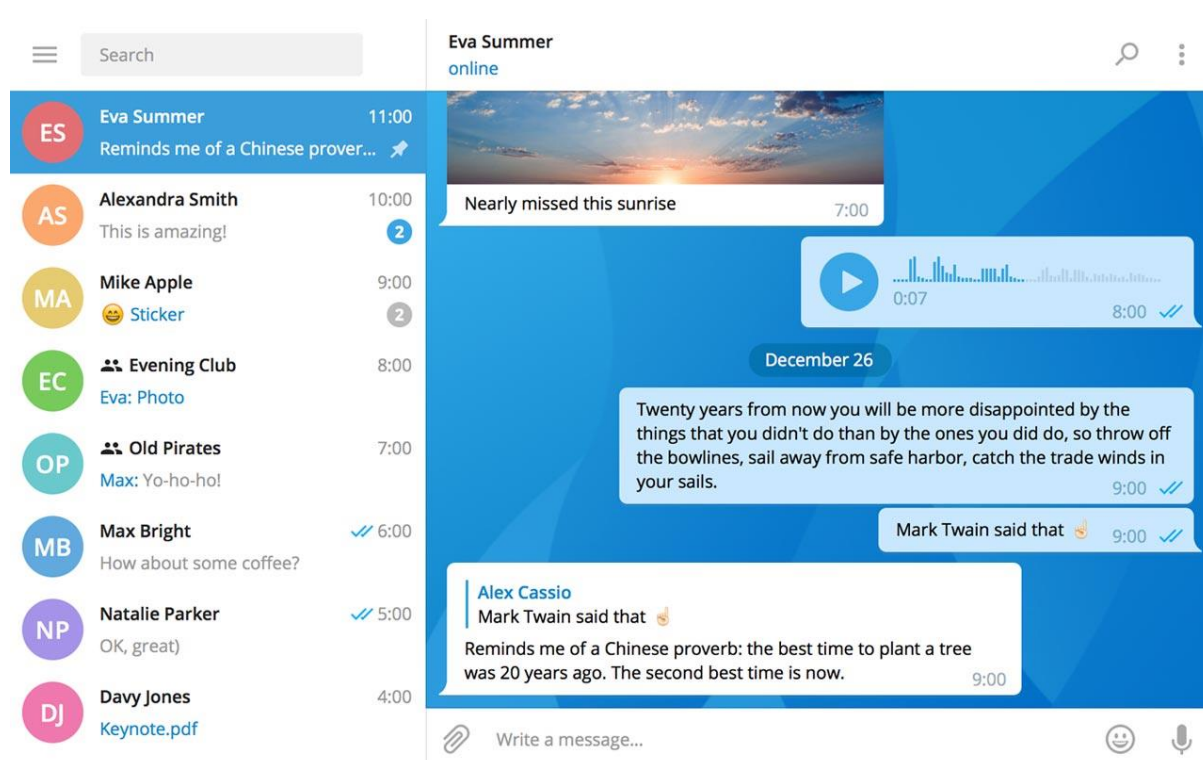 Search
ES
Eva Summer 11:00
Reminds me of a Chinese prover...
AS
Alexandra Smith 10:00
This is amazing! 2
MA
Mike Apple 9:00
😄 Sticker 2
EC
Evening Club 8:00
Eva: Photo
OP
Old Pirates 7:00
Max: Yo-ho-ho!
MB
Max Bright 6:00
How about some coffee?
NP
Natalie Parker 5:00
OK, great)
DJ
Davy Jones 4:00
Keynote.pdf
Eva Summer
online
Nearly missed this sunrise 7:00
0:07
8:00
December 26
Twenty years from now you will be more disappointed by the
things that you didn't do than by the ones you did do, so throw off
the bowlines, sail away from safe harbor, catch the trade winds in
your sails. 9:00
Mark Twain said that ☝🏻 9:00
Alex Cassio
Mark Twain said that ☝🏻
Reminds me of a Chinese proverb: the best time to plant a tree
was 20 years ago. The second best time is now. 9:00
Write a message...